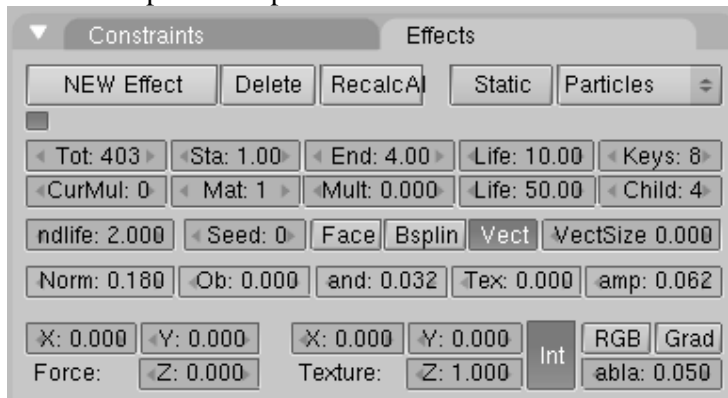 Constraints Effects
NEW Effect Delete RecalcAl Static Particles
Tot: 403 Sta: 1.00 End: 4.00 Life: 10.00 Keys: 8
CurMul: 0 Mat: 1 Mult: 0.000 Life: 50.00 Child: 4
ndlife: 2.000 Seed: 0 Face Bsplin Vect VectSize 0.000
Norm: 0.180 Ob: 0.000 and: 0.032 Tex: 0.000 amp: 0.062
X: 0.000 Y: 0.000 X: 0.000 Y: 0.000 Int RGB Grad
Force: Z: 0.000 Texture: Z: 1.000 abla: 0.050